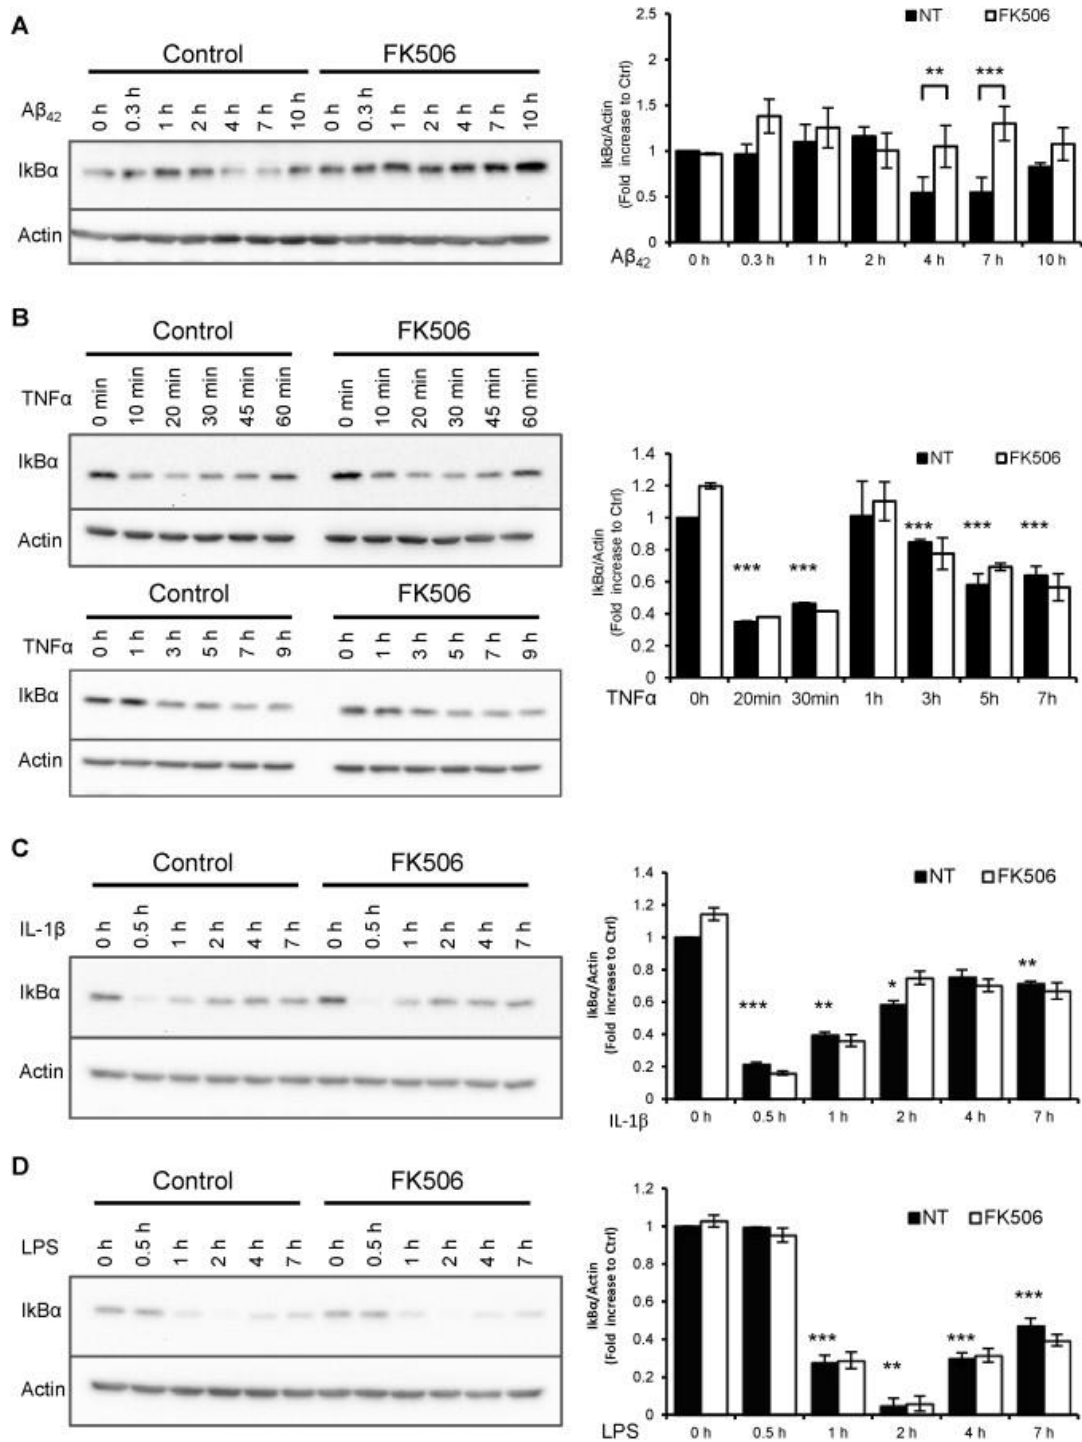 A
Control FK506
Aβ42 0 h 0.3 h 1 h 2 h 4 h 7 h 10 h 0 h 0.3 h 1 h 2 h 4 h 7 h 10 h
IkBα
Actin
NT FK506
IkBα/Actin
(Fold increase to Ctrl)
2.5
2
1.5
1
0.5
0
** ***
Aβ42 0 h 0.3 h 1 h 2 h 4 h 7 h 10 h
B
Control FK506
TNFα 0 min 10 min 20 min 30 min 45 min 60 min 0 min 10 min 20 min 30 min 45 min 60 min
IkBα
Actin
Control FK506
TNFα 0 h 1 h 3 h 5 h 7 h 9 h 0 h 1 h 3 h 5 h 7 h 9 h
IkBα
Actin
NT FK506
IkBα/Actin
(Fold increase to Ctrl)
1.4
1.2
1
0.8
0.6
0.4
0.2
0
*** *** *** *** ***
TNFα 0h 20min 30min 1h 3h 5h 7h
C
Control FK506
IL-1β 0 h 0.5 h 1 h 2 h 4 h 7 h 0 h 0.5 h 1 h 2 h 4 h 7 h
IkBα
Actin
NT FK506
IkBα/Actin
(Fold increase to Ctrl)
1.4
1.2
1
0.8
0.6
0.4
0.2
0
*** ** * **
IL-1β 0 h 0.5 h 1 h 2 h 4 h 7 h
D
Control FK506
LPS 0 h 0.5 h 1 h 2 h 4 h 7 h 0 h 0.5 h 1 h 2 h 4 h 7 h
IkBα
Actin
NT FK506
IkBα/Actin
(Fold increase to Ctrl)
1.2
1
0.8
0.6
0.4
0.2
0
*** ** *** ***
LPS 0 h 0.5 h 1 h 2 h 4 h 7 h